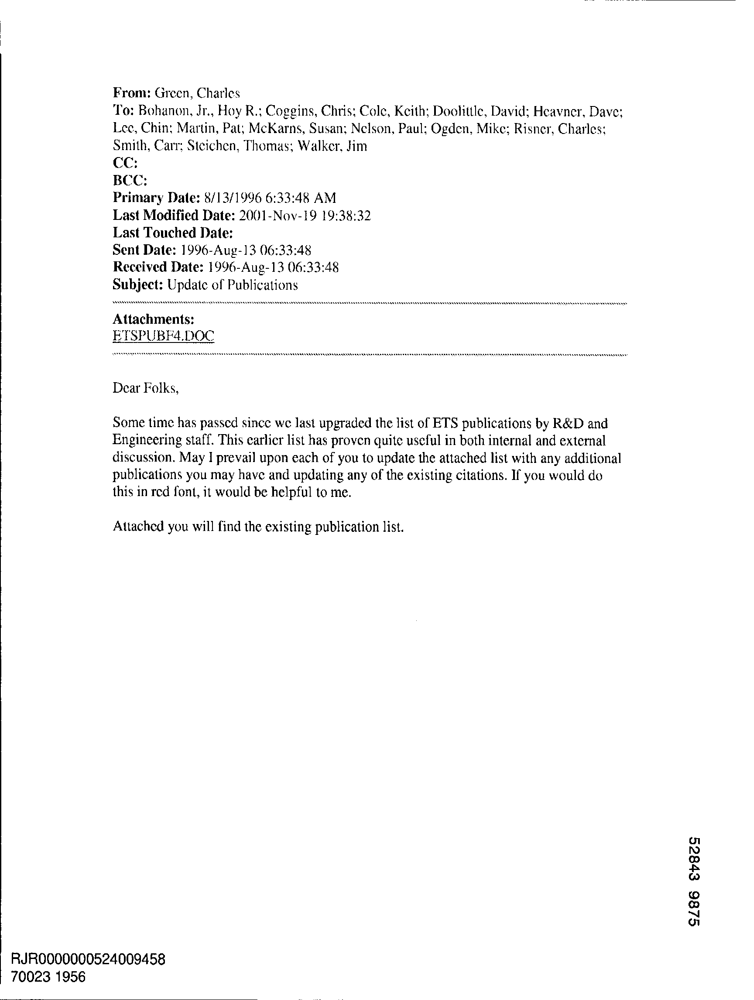 From: Green, Charles
To: Bohanon, Jr., Hoy R.; Coggins, Chris; Cole, Keith; Doolittle, David; Heavner, Dave;
Lee, Chin; Martin, Pat; McKarns, Susan; Nelson, Paul; Ogden, Mike; Risner, Charles;
Smith, Carr; Steichen, Thomas; Walker, Jim
CC:
BCC:
Primary Date: 8/13/1996 6:33:48 AM
Last Modified Date: 2001-Nov-19 19:38:32
Last Touched Date:
Sent Date: 1996-Aug-13 06:33:48
Received Date: 1996-Aug-13 06:33:48
Subject: Update of Publications
Attachments:
ETSPUBF4.DOC
Dear Folks,
Some time has passed since we last upgraded the list of ETS publications by R&D and
Engineering staff. This earlier list has proven quite useful in both internal and external
discussion. May I prevail upon each of you to update the attached list with any additional
publications you may have and updating any of the existing citations. If you would do
this in red font, it would be helpful to me.
Attached you will find the existing publication list.
52843 9875
RJR0000000524009458
70023 1956